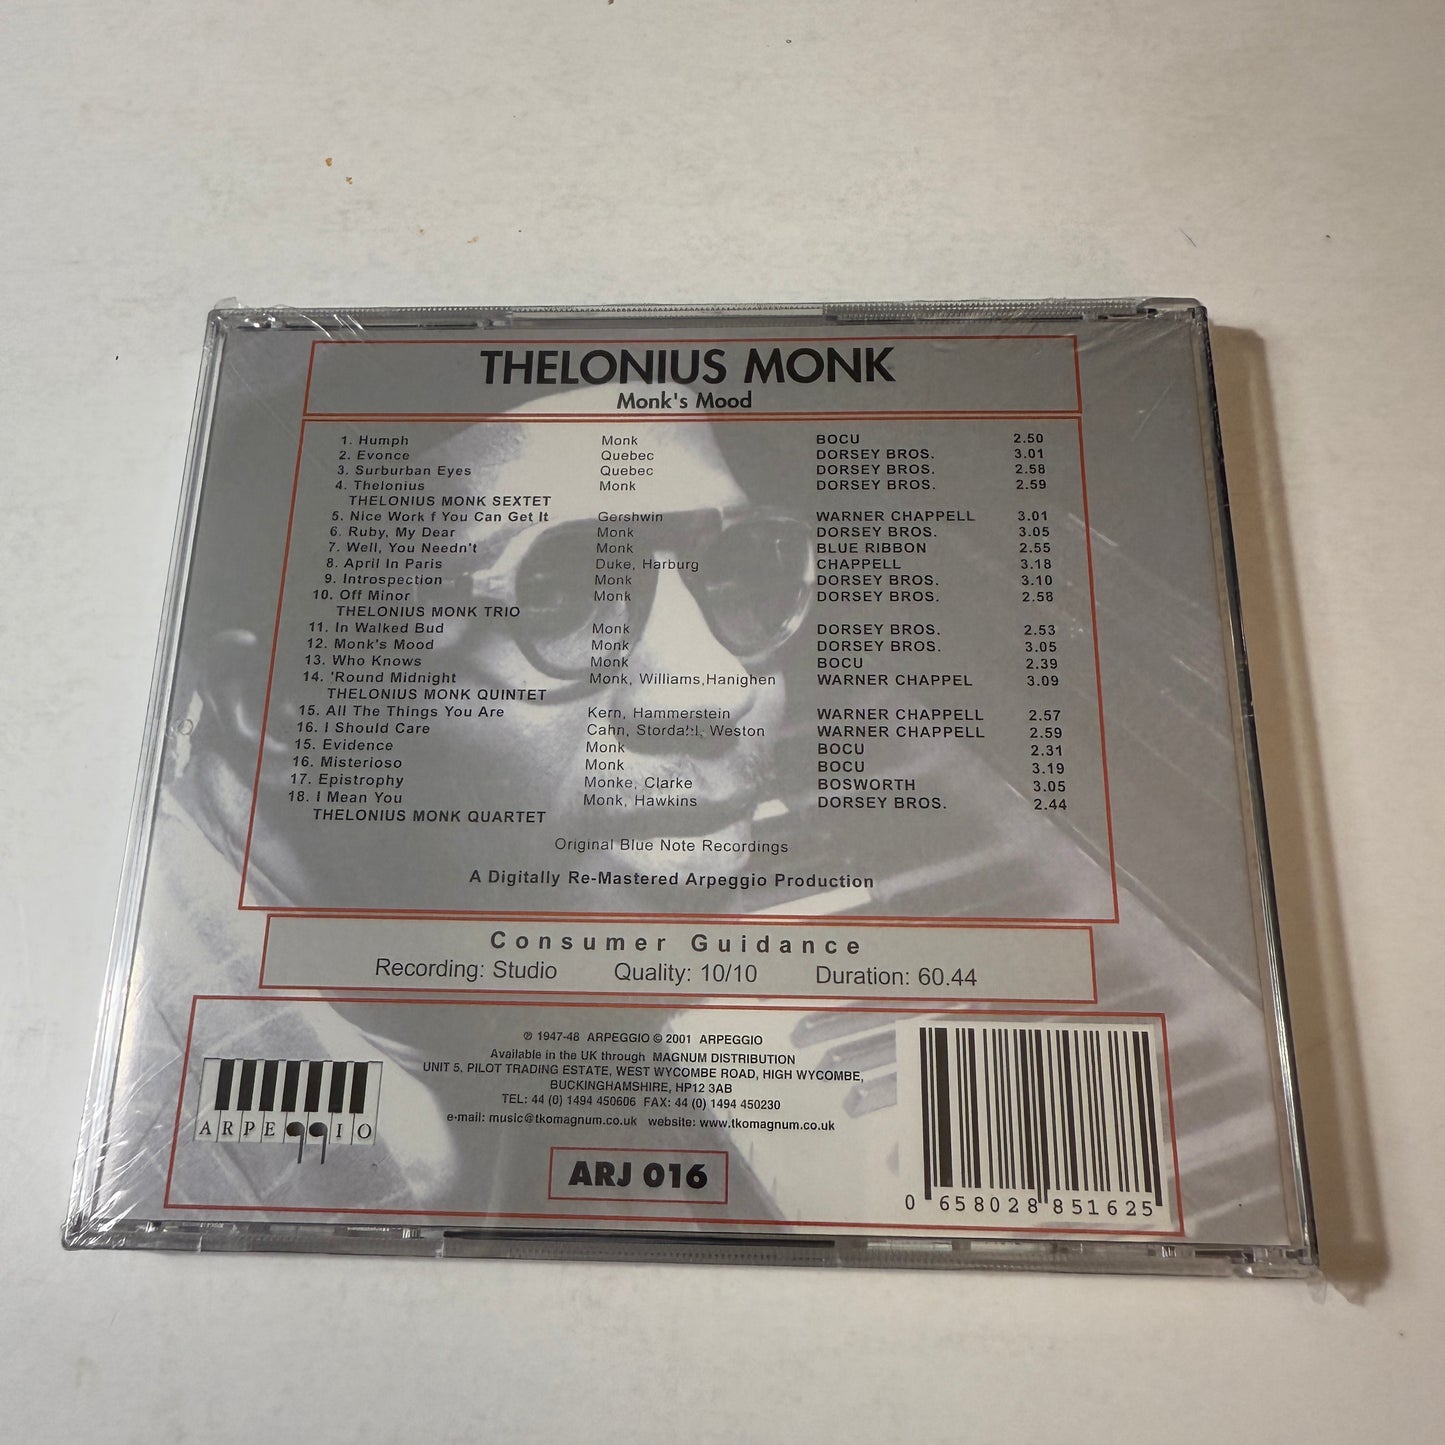 THELONIUS MONK
Monk's Mood
1. Humph Monk BOCU 2.50
2. Evonce Quebec DORSEY BROS. 3.01
3. Surburban Eyes Quebec DORSEY BROS. 2.58
4. Thelonius Monk DORSEY BROS. 2.59
THELONIUS MONK SEXTET
5. Nice Work f You Can Get It Gershwin WARNER CHAPPELL 3.01
6. Ruby, My Dear Monk DORSEY BROS. 3.05
7. Well, You Needn't Monk BLUE RIBBON 2.55
8. April In Paris Duke, Harburg CHAPPELL 3.18
9. Introspection Monk DORSEY BROS. 3.10
10. Off Minor Monk DORSEY BROS. 2.58
THELONIUS MONK TRIO
11. In Walked Bud Monk DORSEY BROS. 2.53
12. Monk's Mood Monk DORSEY BROS. 3.05
13. Who Knows Monk BOCU 2.39
14. 'Round Midnight Monk, Williams,Hanighen WARNER CHAPPEL 3.09
THELONIUS MONK QUINTET
15. All The Things You Are Kern, Hammerstein WARNER CHAPPELL 2.57
16. I Should Care Cahn, Stordahl, Weston WARNER CHAPPELL 2.59
15. Evidence Monk BOCU 2.31
16. Misterioso Monk BOCU 3.19
17. Epistrophy Monke, Clarke BOSWORTH 3.05
18. I Mean You Monk, Hawkins DORSEY BROS. 2.44
THELONIUS MONK QUARTET
Original Blue Note Recordings
A Digitally Re-Mastered Arpeggio Production
Consumer Guidance
Recording: Studio Quality: 10/10 Duration: 60.44
℗ 1947-48 ARPEGGIO © 2001 ARPEGGIO
Available in the UK through MAGNUM DISTRIBUTION
UNIT 5, PILOT TRADING ESTATE, WEST WYCOMBE ROAD, HIGH WYCOMBE,
BUCKINGHAMSHIRE, HP12 3AB
TEL: 44 (0) 1494 450606 FAX: 44 (0) 1494 450230
e-mail: music@tkomagnum.co.uk website: www.tkomagnum.co.uk
ARPEGGIO
ARJ 016
0 658028 851625